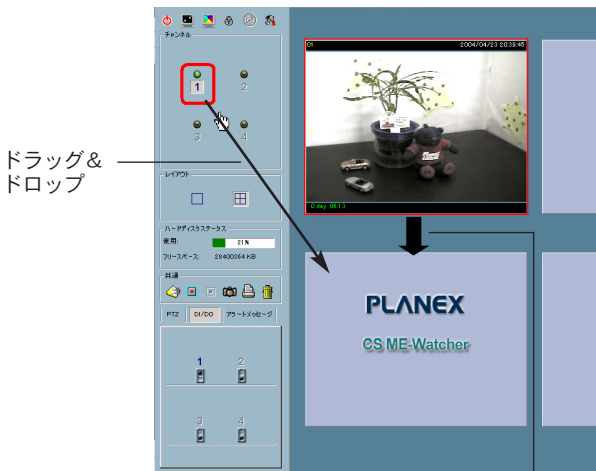 ドラッグ&
ドロップ
チャンネル
1
2
3
4
レイアウト
ハードディスクステータス
使用:
21%
フリースペース:
28400364 KB
共通
PTZ
DI/DO
アラートメッセージ
1
2
3
4
01
2004/04/23 20:39:45
0 day 06:13
PLANEX
CS ME-Watcher